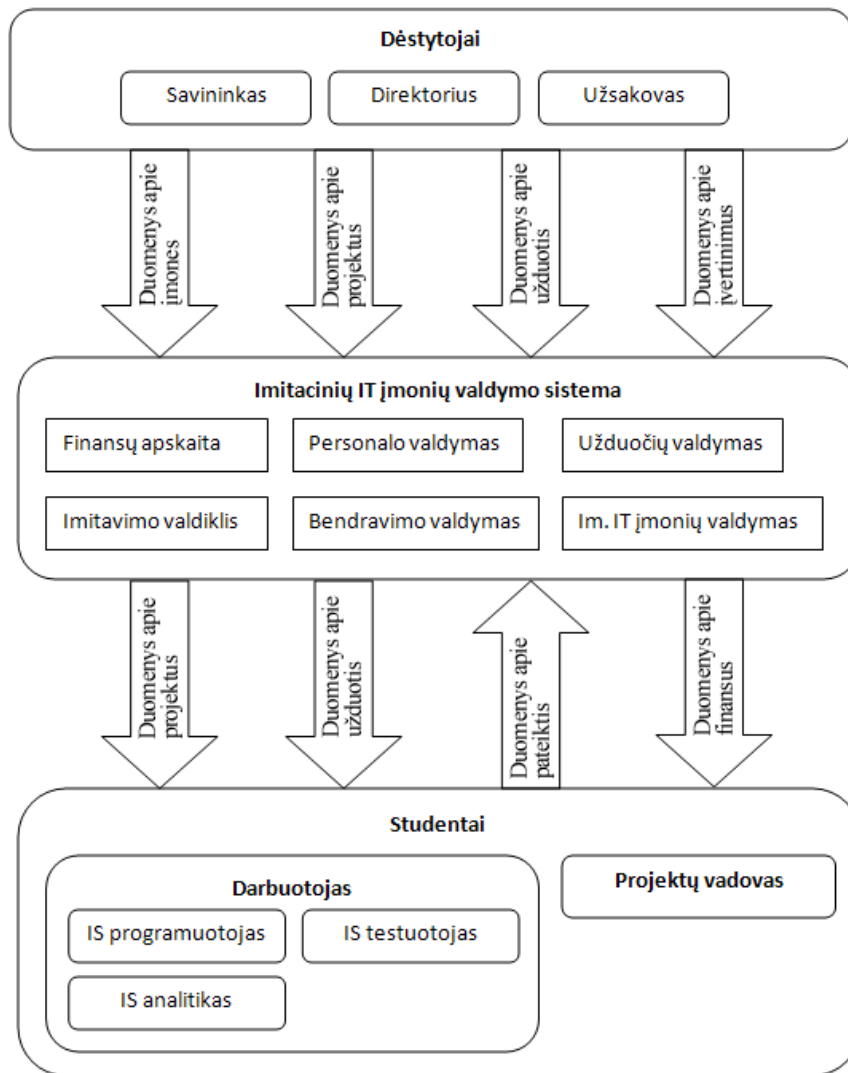 Dėstytojai
Savininkas
Direktorius
Užsakovas
Duomenys apie
įmones
Duomenys apie
projektus
Duomenys apie
užduotis
Duomenys apie
įvertinimus
Imitacinių IT įmonių valdymo sistema
Finansų apskaita
Personalo valdymas
Užduočių valdymas
Imitavimo valdiklis
Bendravimo valdymas
Im. IT įmonių valdymas
Duomenys apie
projektus
Duomenys apie
užduotis
Duomenys apie
pateiktis
Duomenys apie
finansus
Studentai
Darbuotojas
Projektų vadovas
IS programuotojas
IS testuotojas
IS analitikas